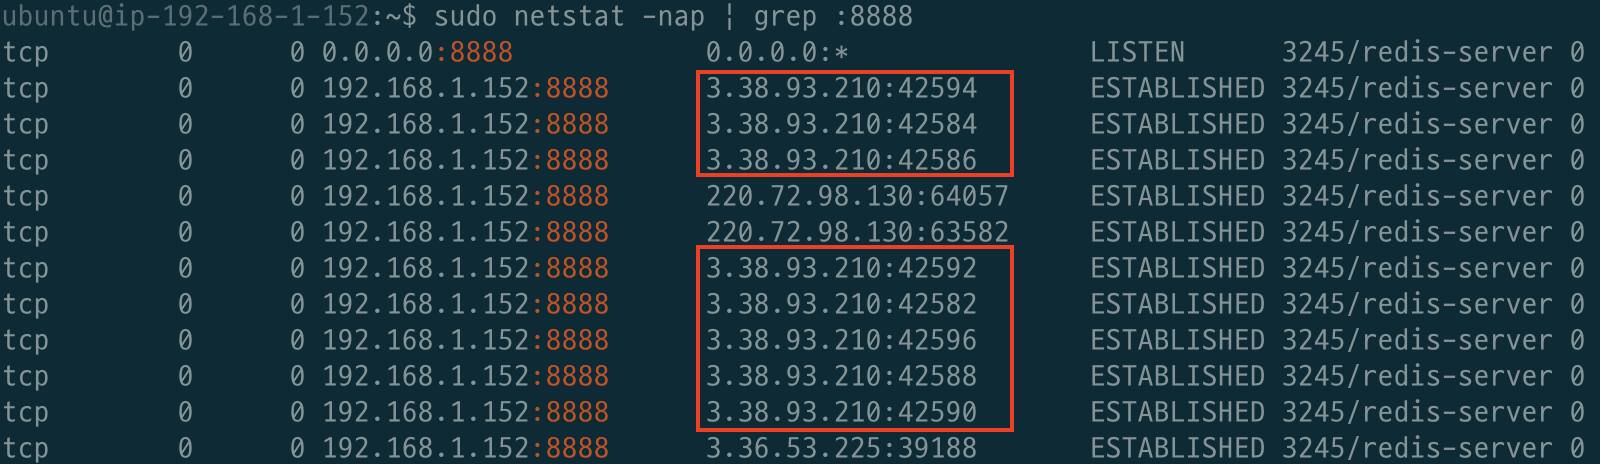 ubuntu@ip-192-168-1-152:~$ sudo netstat -nap | grep :8888
tcp 0 0 0.0.0.0:8888 0.0.0.0:* LISTEN 3245/redis-server 0
tcp 0 0 192.168.1.152:8888 3.38.93.210:42594 ESTABLISHED 3245/redis-server 0
tcp 0 0 192.168.1.152:8888 3.38.93.210:42584 ESTABLISHED 3245/redis-server 0
tcp 0 0 192.168.1.152:8888 3.38.93.210:42586 ESTABLISHED 3245/redis-server 0
tcp 0 0 192.168.1.152:8888 220.72.98.130:64057 ESTABLISHED 3245/redis-server 0
tcp 0 0 192.168.1.152:8888 220.72.98.130:63582 ESTABLISHED 3245/redis-server 0
tcp 0 0 192.168.1.152:8888 3.38.93.210:42592 ESTABLISHED 3245/redis-server 0
tcp 0 0 192.168.1.152:8888 3.38.93.210:42582 ESTABLISHED 3245/redis-server 0
tcp 0 0 192.168.1.152:8888 3.38.93.210:42596 ESTABLISHED 3245/redis-server 0
tcp 0 0 192.168.1.152:8888 3.38.93.210:42588 ESTABLISHED 3245/redis-server 0
tcp 0 0 192.168.1.152:8888 3.38.93.210:42590 ESTABLISHED 3245/redis-server 0
tcp 0 0 192.168.1.152:8888 3.36.53.225:39188 ESTABLISHED 3245/redis-server 0